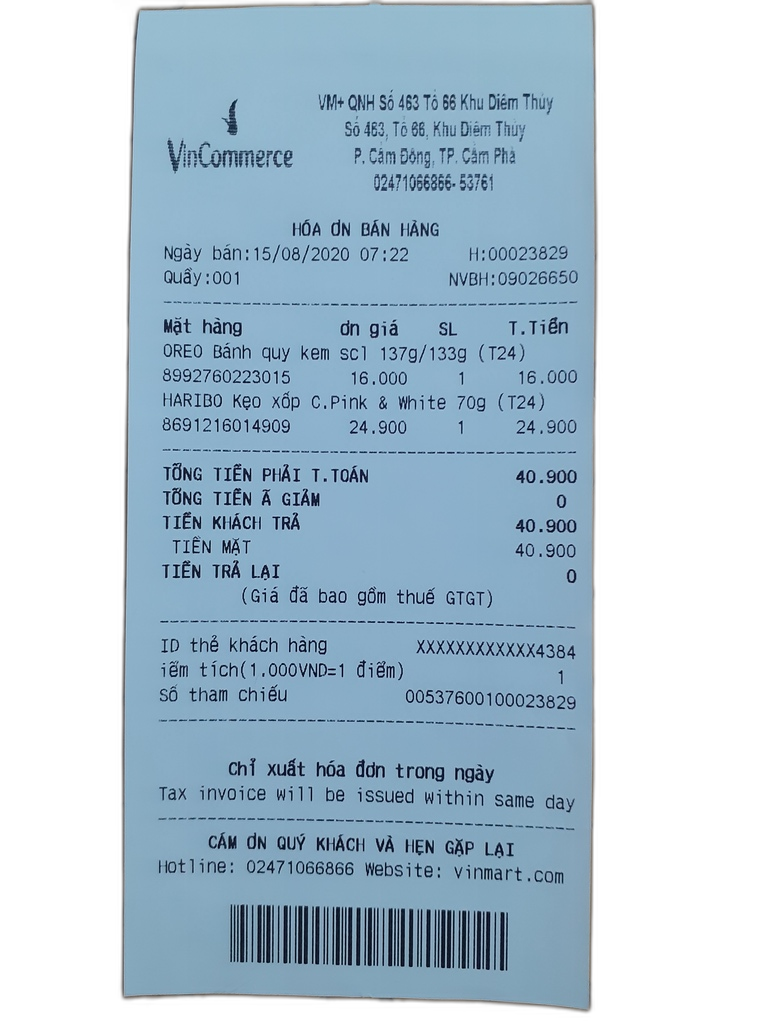 VinCommerce
VM+ QNH Số 463 Tổ 66 Khu Diêm Thủy
Số 463, Tổ 66, Khu Diêm Thủy
P. Cẩm Đông, TP. Cẩm Phả
02471066866-53761
HÓA ƠN BÁN HÀNG
Ngày bán:15/08/2020 07:22 H:00023829
Quầy:001 NVBH:09026650
Mặt hàng ơn giá SL T.Tiền
OREO Bánh quy kem scl 137g/133g (T24)
8992760223015 16.000 1 16.000
HARIBO Kẹo xốp C.Pink & White 70g (T24)
8691216014909 24.900 1 24.900
TỔNG TIỀN PHẢI T.TOÁN 40.900
TỔNG TIỀN Ã GIẢM 0
TIỀN KHÁCH TRẢ 40.900
TIỀN MẶT 40.900
TIỀN TRẢ LẠI 0
(Giá đã bao gồm thuế GTGT)
ID thẻ khách hàng XXXXXXXXXXXX4384
iểm tích(1.000VND=1 điểm) 1
Số tham chiếu 00537600100023829
Chỉ xuất hóa đơn trong ngày
Tax invoice will be issued within same day
CÁM ƠN QUÝ KHÁCH VÀ HẸN GẶP LẠI
Hotline: 02471066866 Website: vinmart.com